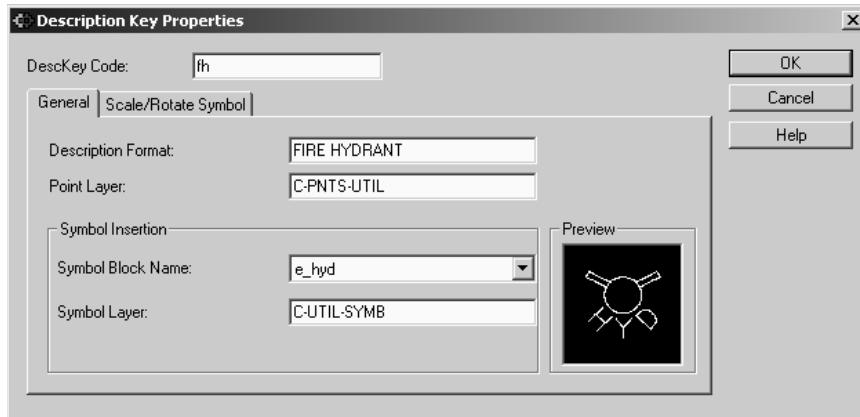 Description Key Properties
DescKey Code: fh
OK
General Scale/Rotate Symbol
Cancel
Help
Description Format: FIRE HYDRANT
Point Layer: C-PNTS-UTIL
Symbol Insertion
Preview
Symbol Block Name: e_hyd
Symbol Layer: C-UTIL-SYMB
HYD